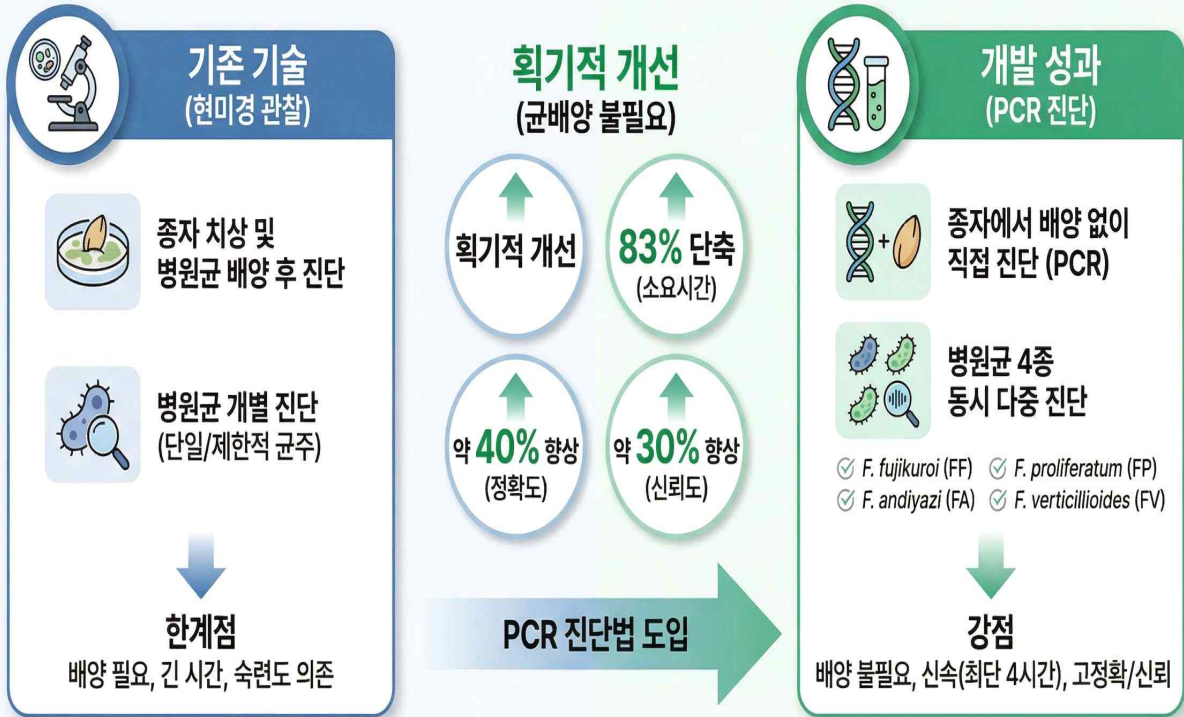 기존 기술
(현미경 관찰)
종자 치상 및
병원균 배양 후 진단
병원균 개별 진단
(단일/제한적 균주)
한계점
배양 필요, 긴 시간, 숙련도 의존
획기적 개선
(균배양 불필요)
획기적 개선
83% 단축
(소요시간)
약 40% 향상
(정확도)
약 30% 향상
(신뢰도)
PCR 진단법 도입
개발 성과
(PCR 진단)
종자에서 배양 없이
직접 진단 (PCR)
병원균 4종
동시 다중 진단
F. fujikuroi (FF) F. proliferatum (FP)
F. andiyazi (FA) F. verticillioides (FV)
강점
배양 불필요, 신속(최단 4시간), 고정확/신뢰